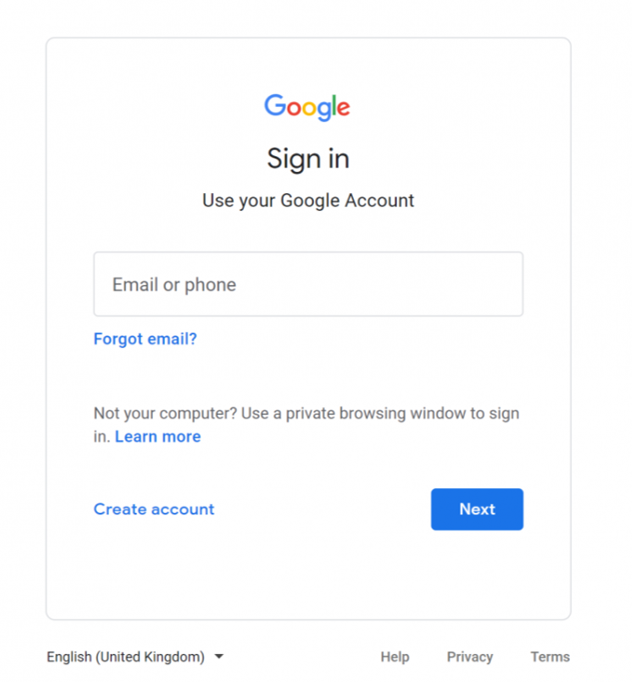 Google
Sign in
Use your Google Account
Email or phone
Forgot email?
Not your computer? Use a private browsing window to sign
in. Learn more
Create account
Next
English (United Kingdom)
Help
Privacy
Terms